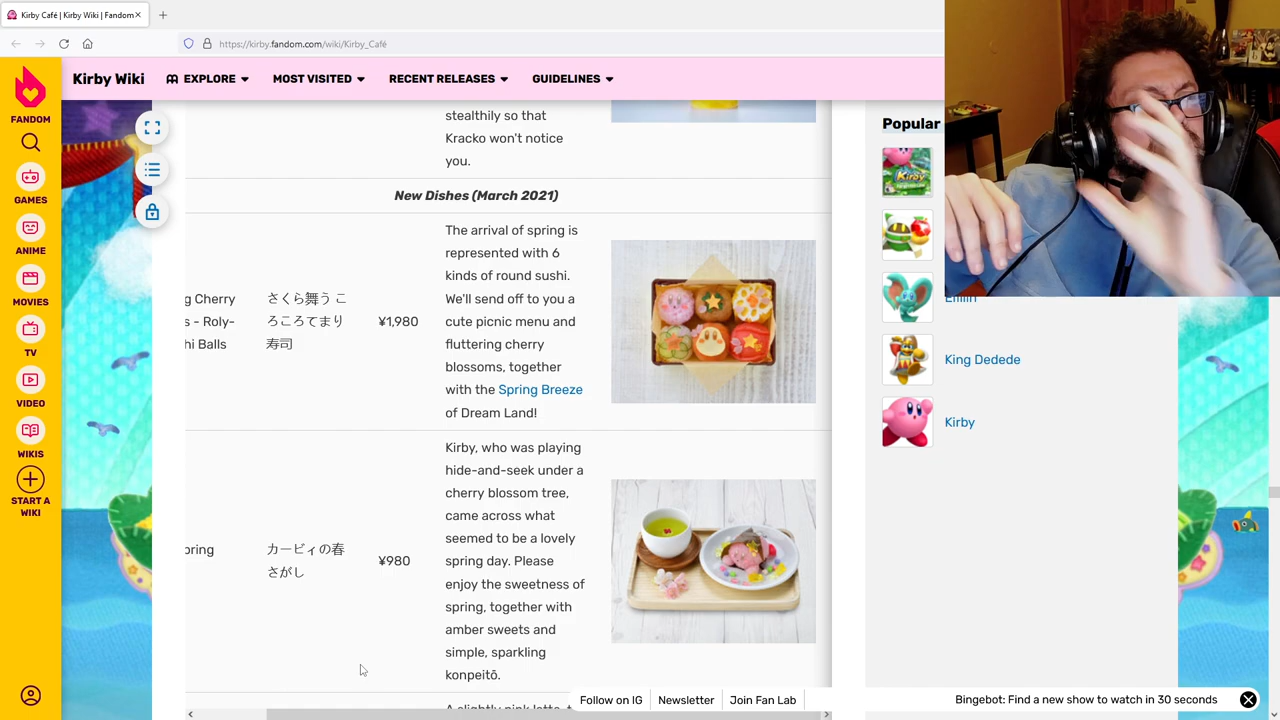 Kirby Café | Kirby Wiki | Fandom
https://kirby.fandom.com/wiki/Kirby_Café
FANDOM
GAMES
ANIME
MOVIES
TV
VIDEO
WIKIS
START A
WIKI
Kirby Wiki
EXPLORE
MOST VISITED
RECENT RELEASES
GUIDELINES
stealthily so that
Kracko won't notice
you.
New Dishes (March 2021)
g Cherry
s - Roly-
hi Balls
さくら舞う こ
ろころてまり
寿司
¥1,980
The arrival of spring is
represented with 6
kinds of round sushi.
We'll send off to you a
cute picnic menu and
fluttering cherry
blossoms, together
with the Spring Breeze
of Dream Land!
pring
カービィの春
さがし
¥980
Kirby, who was playing
hide-and-seek under a
cherry blossom tree,
came across what
seemed to be a lovely
spring day. Please
enjoy the sweetness of
spring, together with
amber sweets and
simple, sparkling
konpeitō.
Popular
Elfilin
King Dedede
Kirby
Follow on IG
Newsletter
Join Fan Lab
Bingebot: Find a new show to watch in 30 seconds